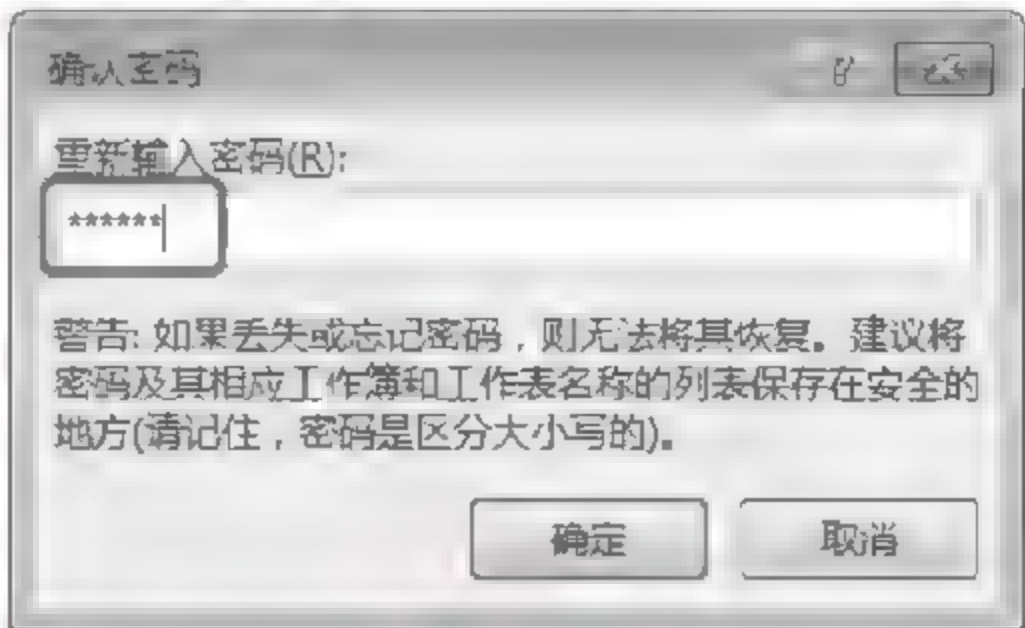 确认密码
重新输入密码(R):
******
警告: 如果丢失或忘记密码，则无法将其恢复。建议将
密码及其相应工作簿和工作表名称的列表保存在安全的
地方(请记住，密码是区分大小写的)。
确定
取消